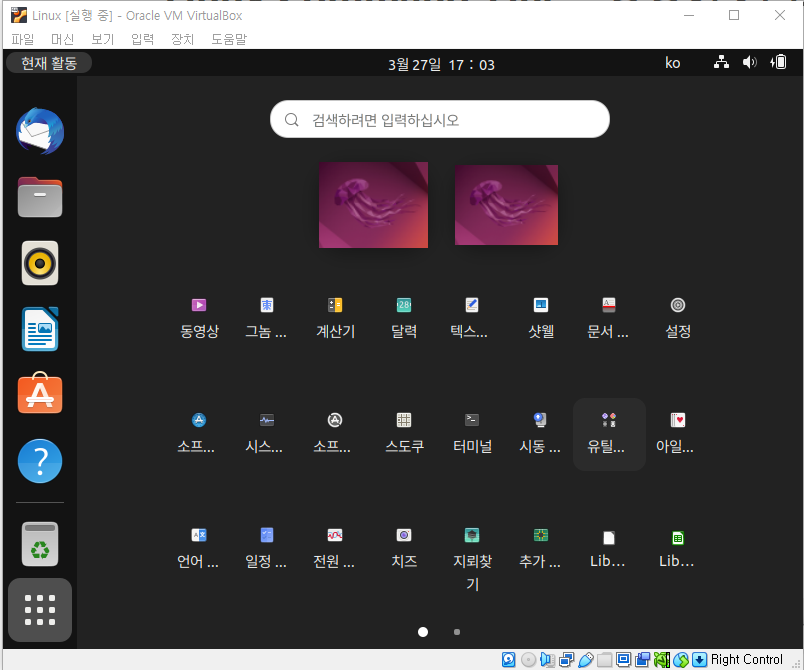 Linux [실행 중] - Oracle VM VirtualBox
파일 머신 보기 입력 장치 도움말
현재 활동 3월 27일 17 : 03 ko
검색하려면 입력하십시오
동영상 그놈 ... 계산기 달력 텍스... 샷웰 문서 ... 설정
소프... 시스... 소프... 스도쿠 터미널 시동 ... 유틸... 아일...
언어 ... 일정 ... 전원 ... 치즈 지뢰찾 추가 ... Lib... Lib...
기
Right Control